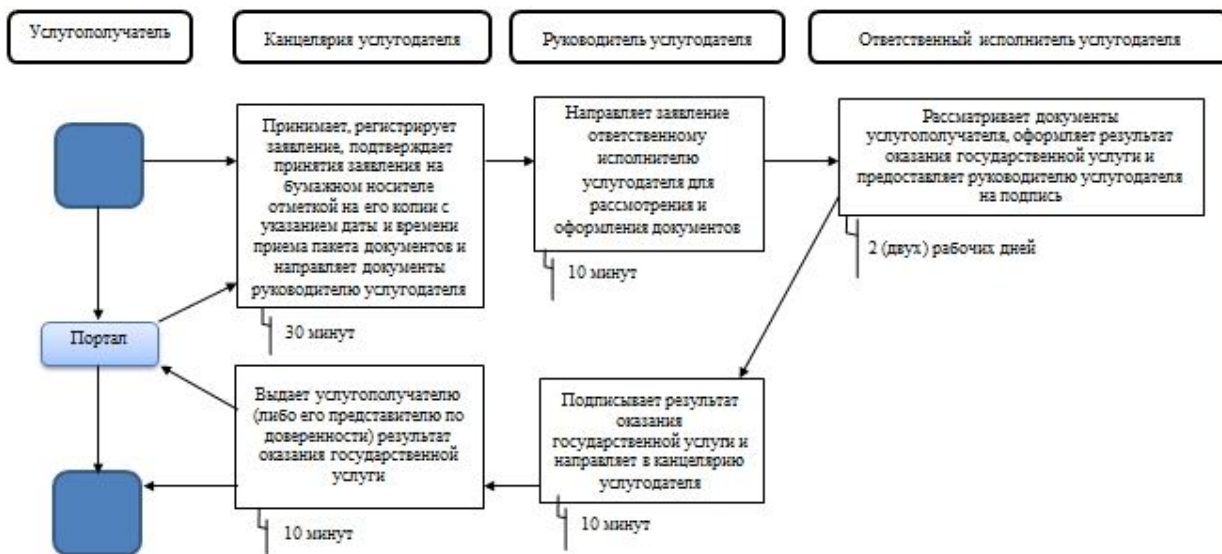 Услугополучатель
Канцелярия услугодателя
Руководитель услугодателя
Ответственный исполнитель услугодателя
Принимает, регистрирует
заявление, подтверждает
принятия заявления на
бумажном носителе
отметкой на его копии с
указанием даты и времени
приема пакета документов и
направляет документы
руководителю услугодателя
30 минут
Направляет заявление
ответственному
исполнителю
услугодателя для
рассмотрения и
оформления документов
10 минут
Рассматривает документы
услугополучателя, оформляет результат
оказания государственной услуги и
предоставляет руководителю услугодателя
на подпись
2 (двух) рабочих дней
Портал
Выдает услугополучателю
(либо его представителю по
доверенности) результат
оказания государственной
услуги
10 минут
Подписывает результат
оказания
государственной услуги и
направляет в канцелярию
услугодателя
10 минут